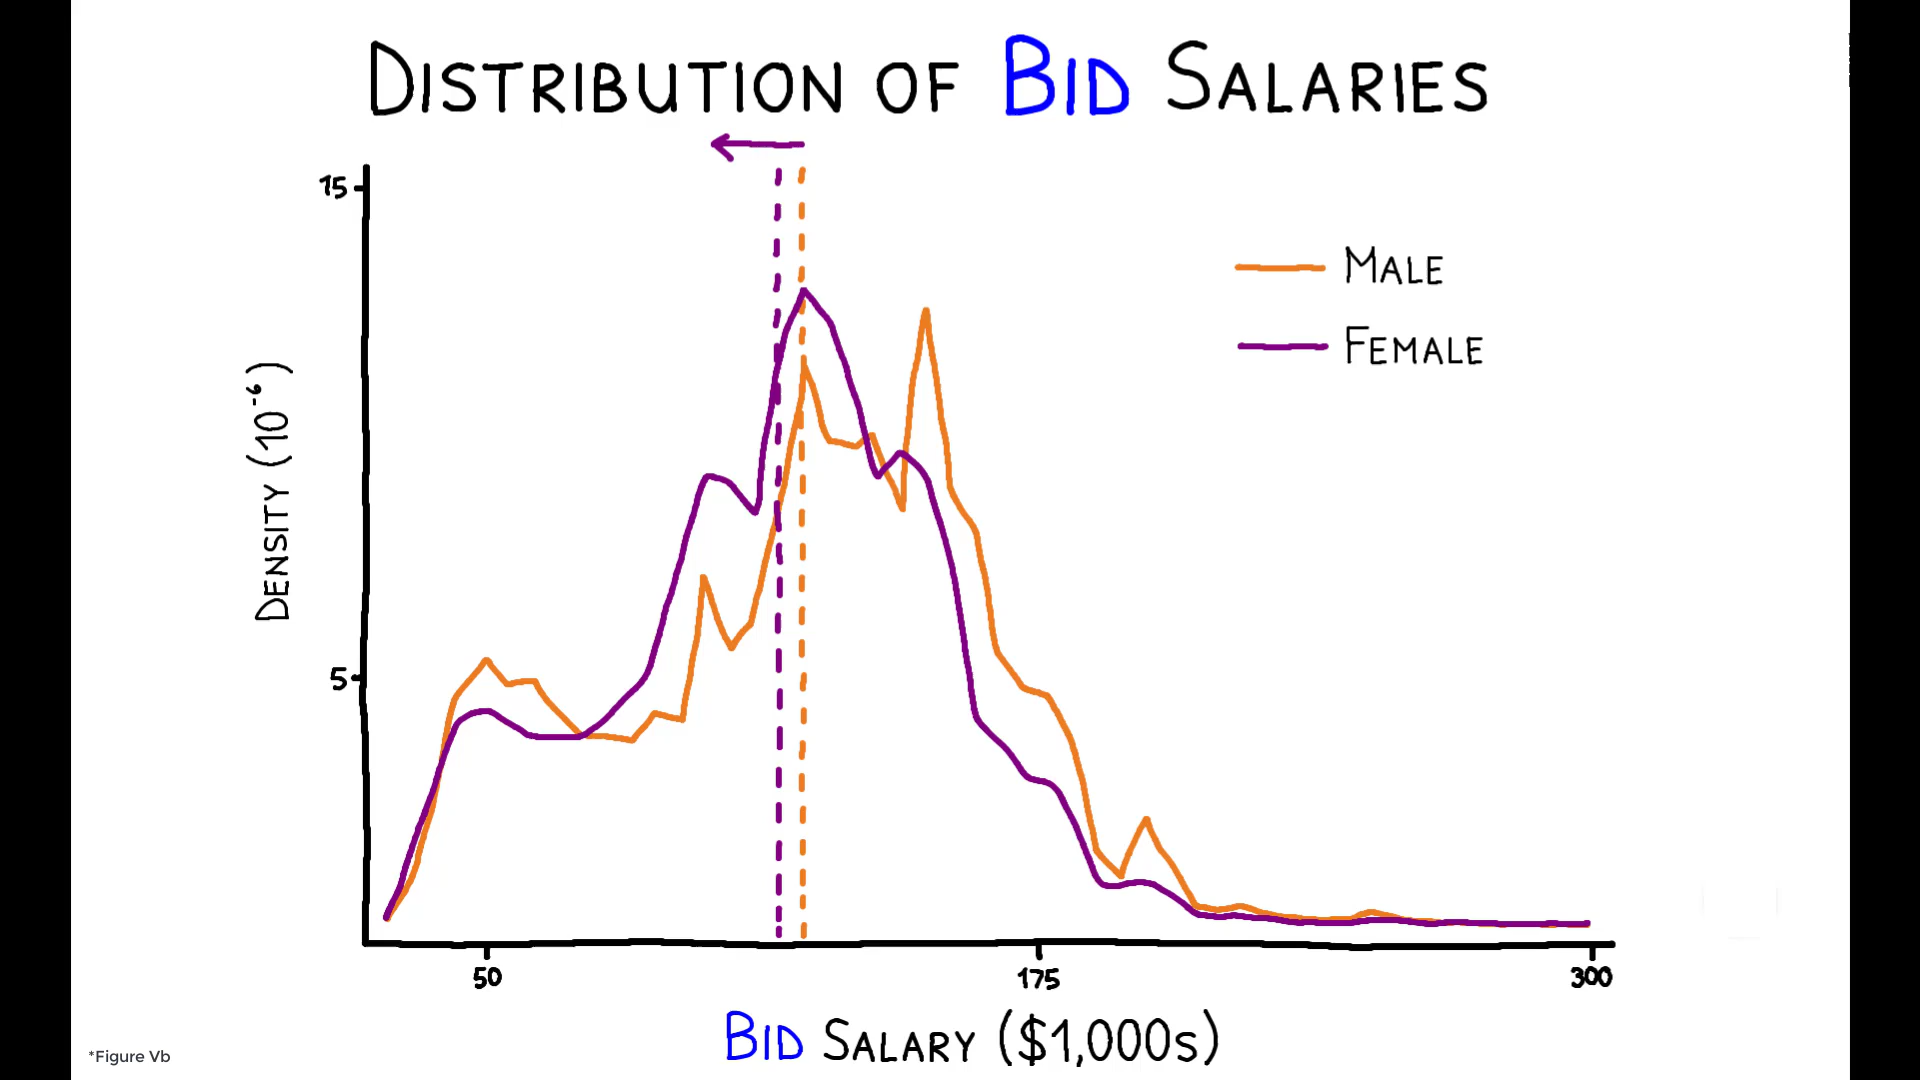 DISTRIBUTION OF BID SALARIES
15
MALE
FEMALE
DENSITY (10⁻⁶)
5
50 175 300
BID SALARY ($1,000s)
*Figure Vb